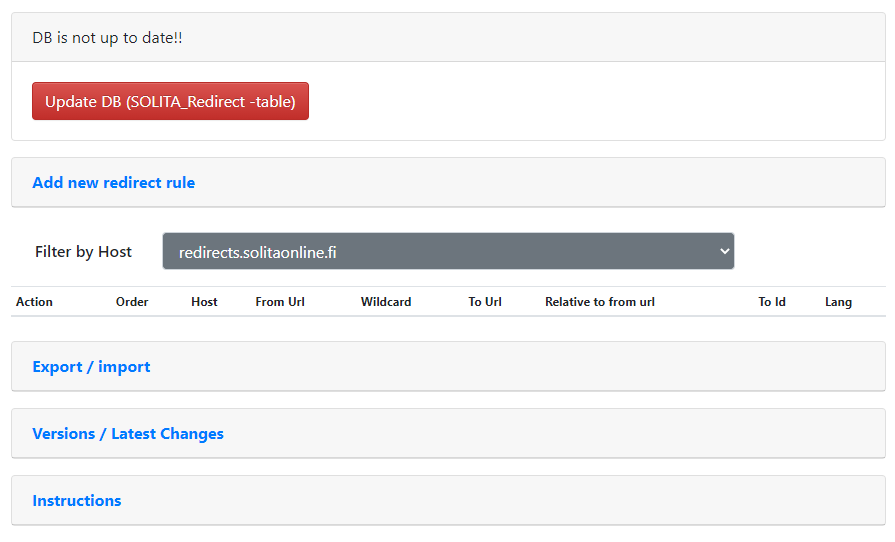 DB is not up to date!!
Update DB (SOLITA_Redirect -table)
Add new redirect rule
Filter by Host redirects.solitaonline.fi
Action Order Host From Url Wildcard To Url Relative to from url To Id Lang
Export / import
Versions / Latest Changes
Instructions